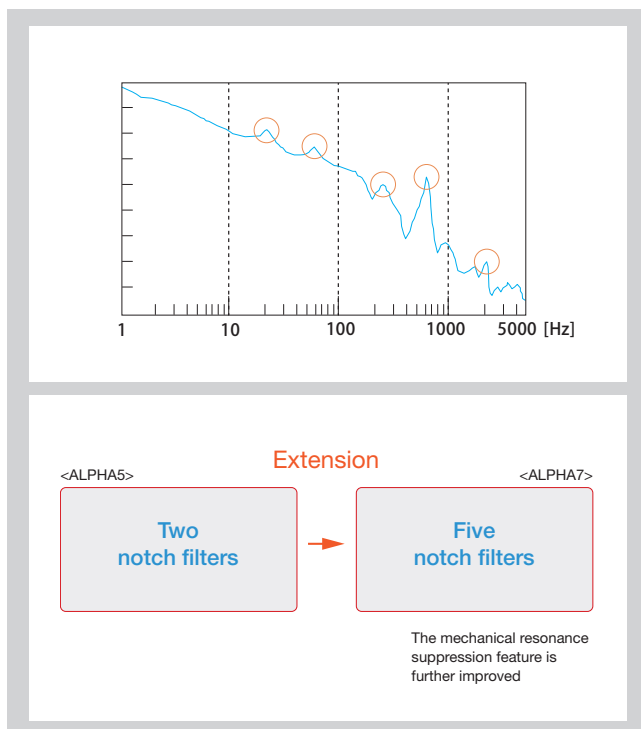 1 10 100 1000 5000 [Hz]
Extension
<ALPHA5> <ALPHA7>
Two
notch filters
Five
notch filters
The mechanical resonance
suppression feature is
further improved